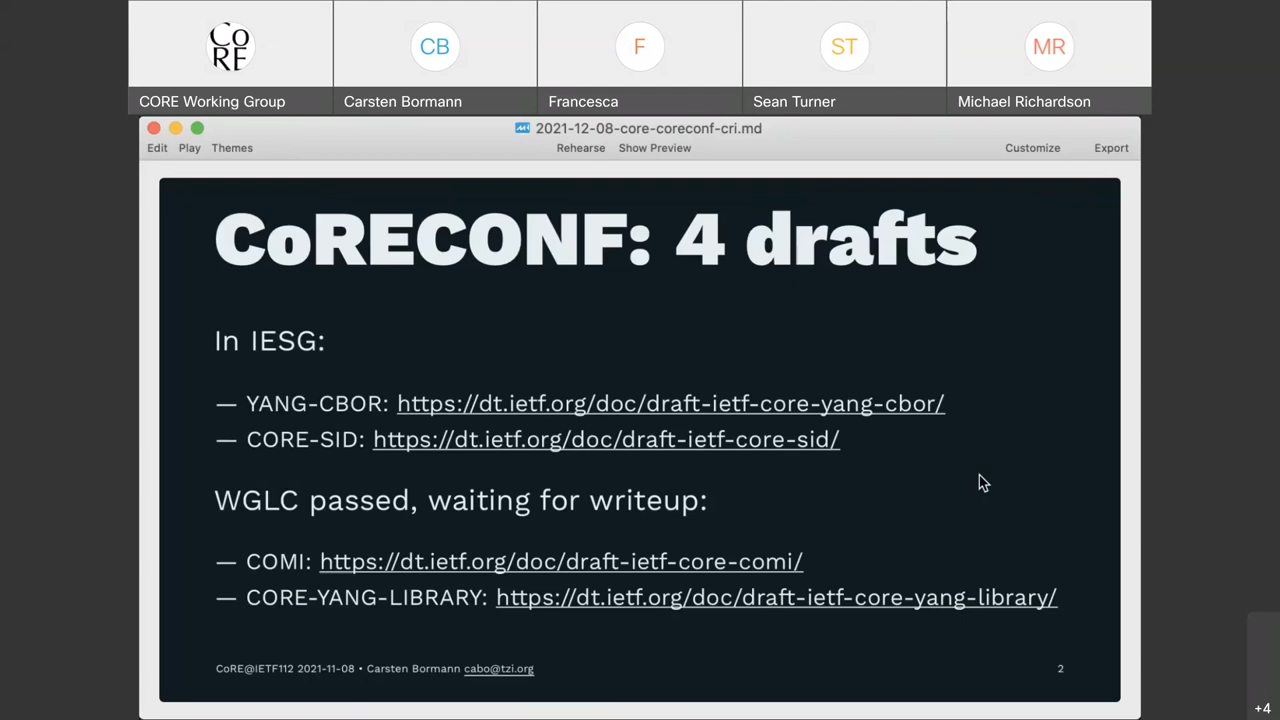 Co
RE
CB
F
ST
MR
CORE Working Group
Carsten Bormann
Francesca
Sean Turner
Michael Richardson
2021-12-08-core-coreconf-cri.md
Edit Play Themes Rehearse Show Preview Customize Export
CoRECONF: 4 drafts
In IESG:
— YANG-CBOR: https://dt.ietf.org/doc/draft-ietf-core-yang-cbor/
— CORE-SID: https://dt.ietf.org/doc/draft-ietf-core-sid/
WGLC passed, waiting for writeup:
— COMI: https://dt.ietf.org/doc/draft-ietf-core-comi/
— CORE-YANG-LIBRARY: https://dt.ietf.org/doc/draft-ietf-core-yang-library/
CoRE@IETF112 2021-11-08 • Carsten Bormann cabo@tzi.org
2
+4